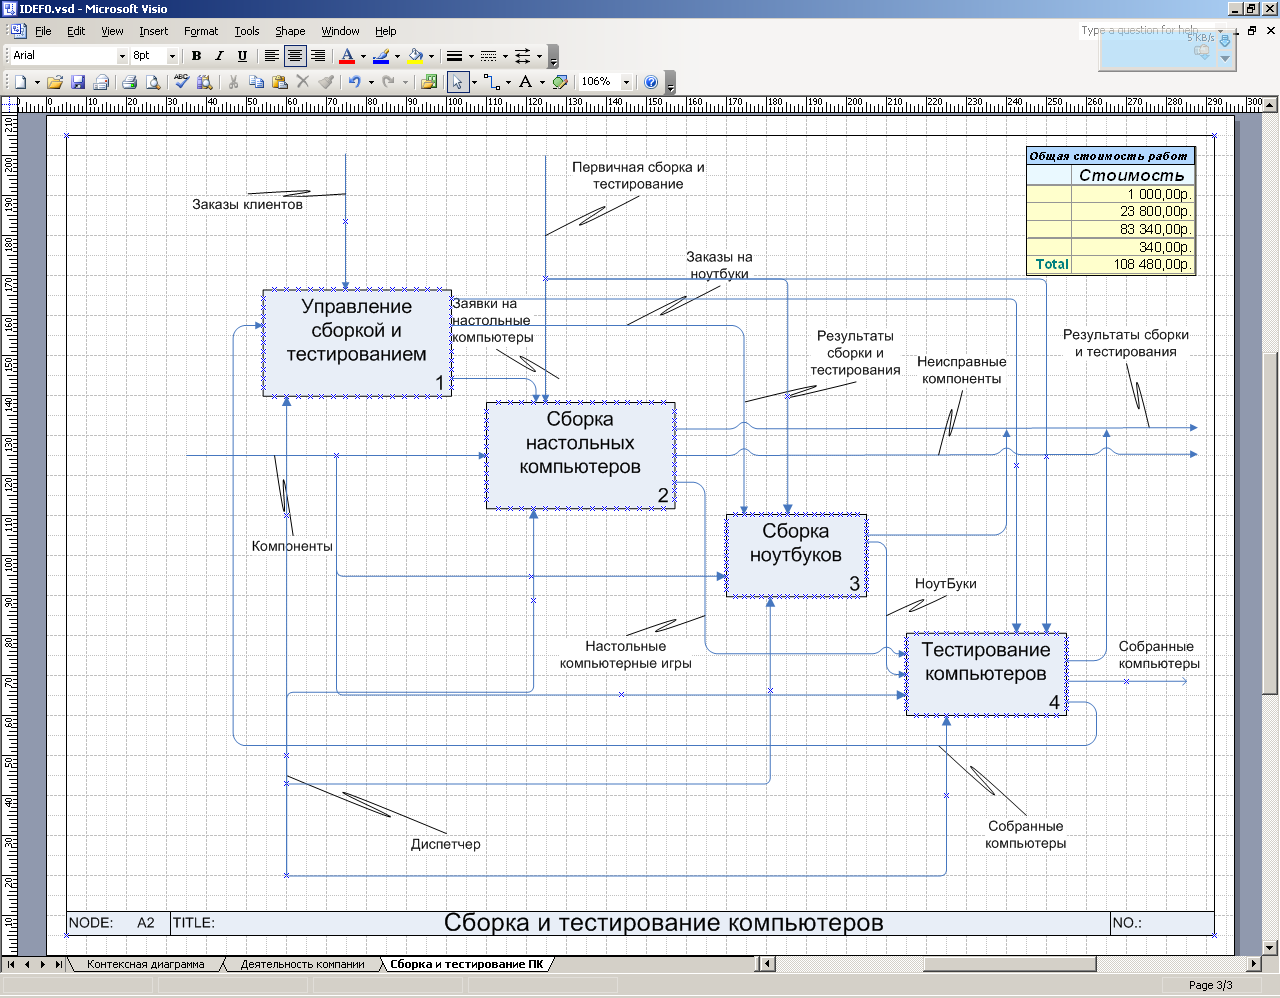 IDEF0.vsd - Microsoft Visio
File Edit View Insert Format Tools Shape Window Help
Type a question for help
5 KB/s
Arial 8pt B I U
106%
Первичная сборка и
тестирование
Заказы клиентов
Общая стоимость работ
Стоимость
1 000,00р.
23 800,00р.
83 340,00р.
340,00р.
Total 108 480,00р.
Заказы на
ноутбуки
Управление
сборкой и
тестированием
1
Заявки на
настольные
компьютеры
Результаты
сборки и
тестирования
Неисправные
компоненты
Результаты сборки
и тестирования
Сборка
настольных
компьютеров
2
Компоненты
Сборка
ноутбуков
3
НоутБуки
Настольные
компьютерные игры
Тестирование
компьютеров
4
Собранные
компьютеры
Диспетчер
Собранные
компьютеры
NODE: A2 TITLE: Сборка и тестирование компьютеров NO.:
Контексная диаграмма Деятельность компании Сборка и тестирование ПК
Page 3/3